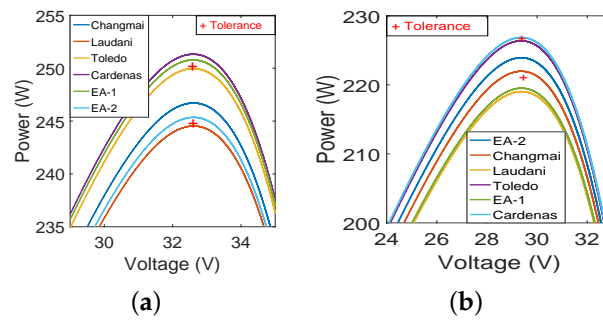 255
250
245
240
235
Power (W)
30
32
34
Voltage (V)
Changmai
Laudani
Toledo
Cardenas
EA-1
EA-2
+ Tolerance
(a)
230
220
210
200
Power (W)
24
26
28
30
32
Voltage (V)
+ Tolerance
EA-2
Changmai
Laudani
Toledo
EA-1
Cardenas
(b)